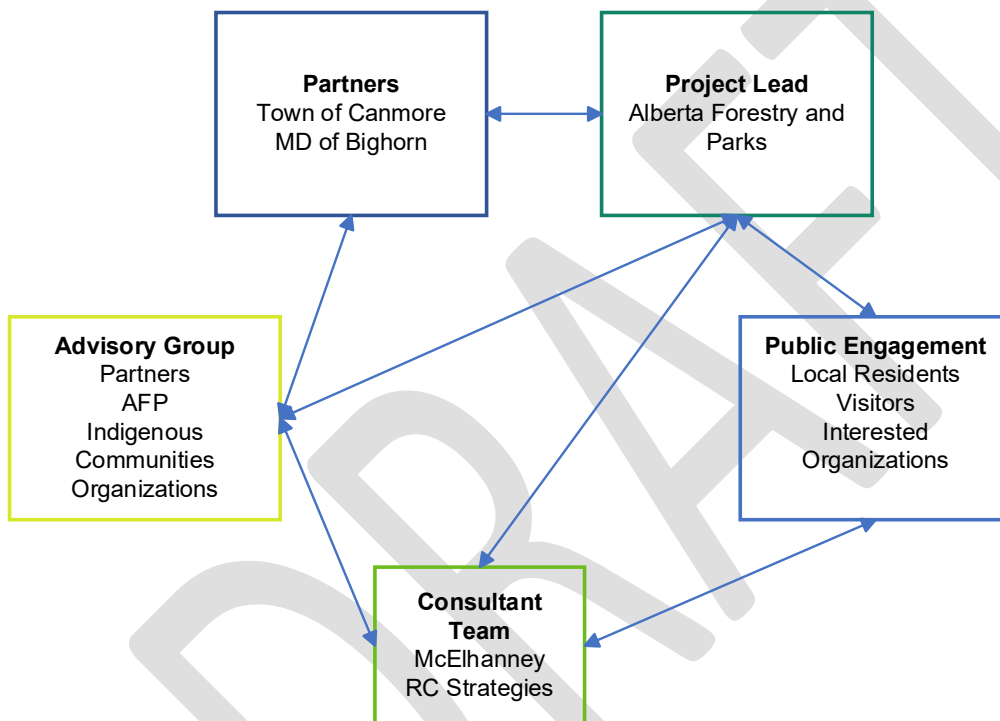 Partners
Town of Canmore
MD of Bighorn
Project Lead
Alberta Forestry and
Parks
Advisory Group
Partners
AFP
Indigenous
Communities
Organizations
Public Engagement
Local Residents
Visitors
Interested
Organizations
Consultant
Team
McElhanney
RC Strategies
DRAFT